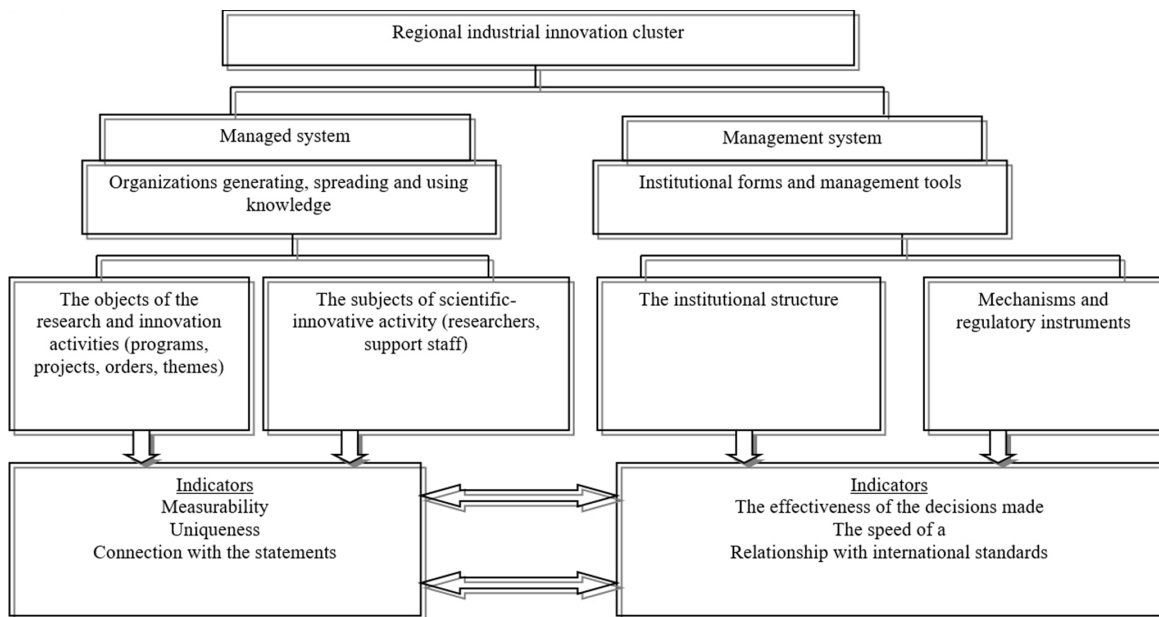 Regional industrial innovation cluster
Managed system
Management system
Organizations generating, spreading and using
knowledge
Institutional forms and management tools
The objects of the
research and innovation
activities (programs,
projects, orders, themes)
The subjects of scientific-
innovative activity (researchers,
support staff)
The institutional structure
Mechanisms and
regulatory instruments
Indicators
Measurability
Uniqueness
Connection with the statements
Indicators
The effectiveness of the decisions made
The speed of a
Relationship with international standards